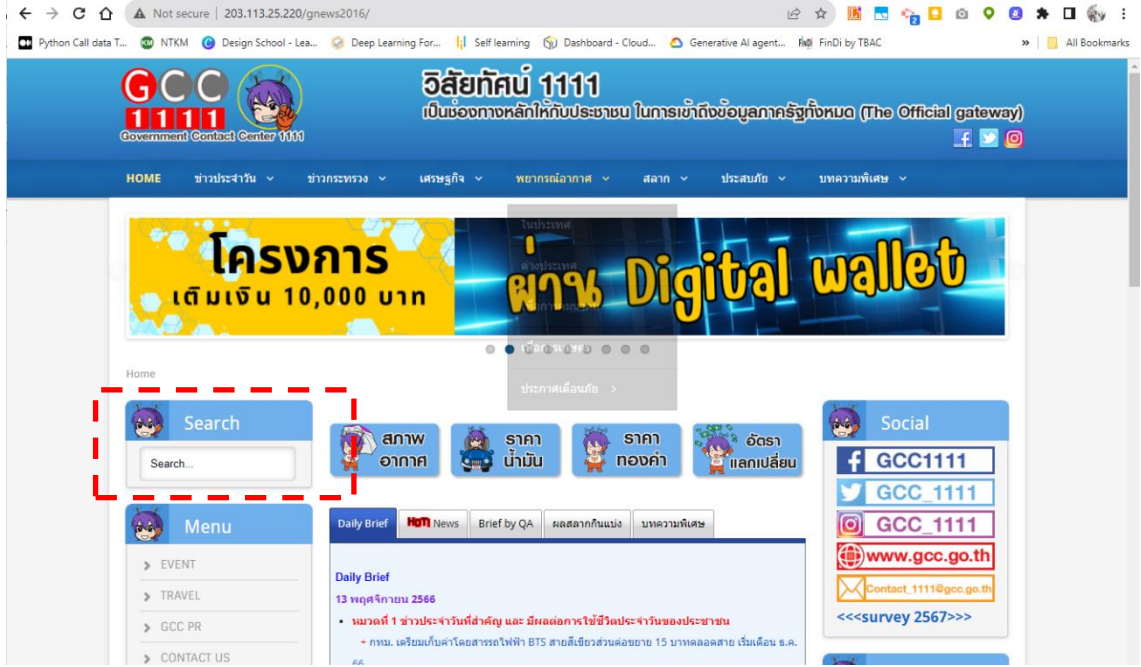 Not secure | 203.113.25.220/gnews2016/
Python Call data T... NTKM Design School - Lea... Deep Learning For... Self learning Dashboard - Cloud... Generative AI agent... FinDi by TBAC » All Bookmarks
GCC
1111
Government Contact Center 1111
วิสัยทัศน์ 1111
เป็นช่องทางหลักให้กับประชาชน ในการเข้าถึงข้อมูลภาครัฐทั้งหมด (The Official gateway)
HOME ข่าวประจำวัน ข่าวกระทรวง เศรษฐกิจ พยากรณ์อากาศ สลาก ประสบภัย บทความพิเศษ
ในประเทศ
ต่างประเทศ
เพื่อการเกษตร
ประกาศเตือนภัย
โครงการ
เติมเงิน 10,000 บาท
ผ่าน Digital wallet
Home
Search
Search...
สภาพ
อากาศ
ราคา
น้ำมัน
ราคา
ทองคำ
อัตรา
แลกเปลี่ยน
Social
GCC1111
GCC_1111
GCC_1111
www.gcc.go.th
Contact_1111@gcc.go.th
<<<survey 2567>>>
Menu
EVENT
TRAVEL
GCC PR
CONTACT US
Daily Brief HOT! News Brief by QA ผลสลากกินแบ่ง บทความพิเศษ
Daily Brief
13 พฤศจิกายน 2566
หมวดที่ 1 ข่าวประจำวันที่สำคัญ และ มีผลต่อการใช้ชีวิตประจำวันของประชาชน
+ กทม. เตรียมเก็บค่าโดยสารรถไฟฟ้า BTS สายสีเขียวส่วนต่อขยาย 15 บาทตลอดสาย เริ่มเดือน ธ.ค.
66